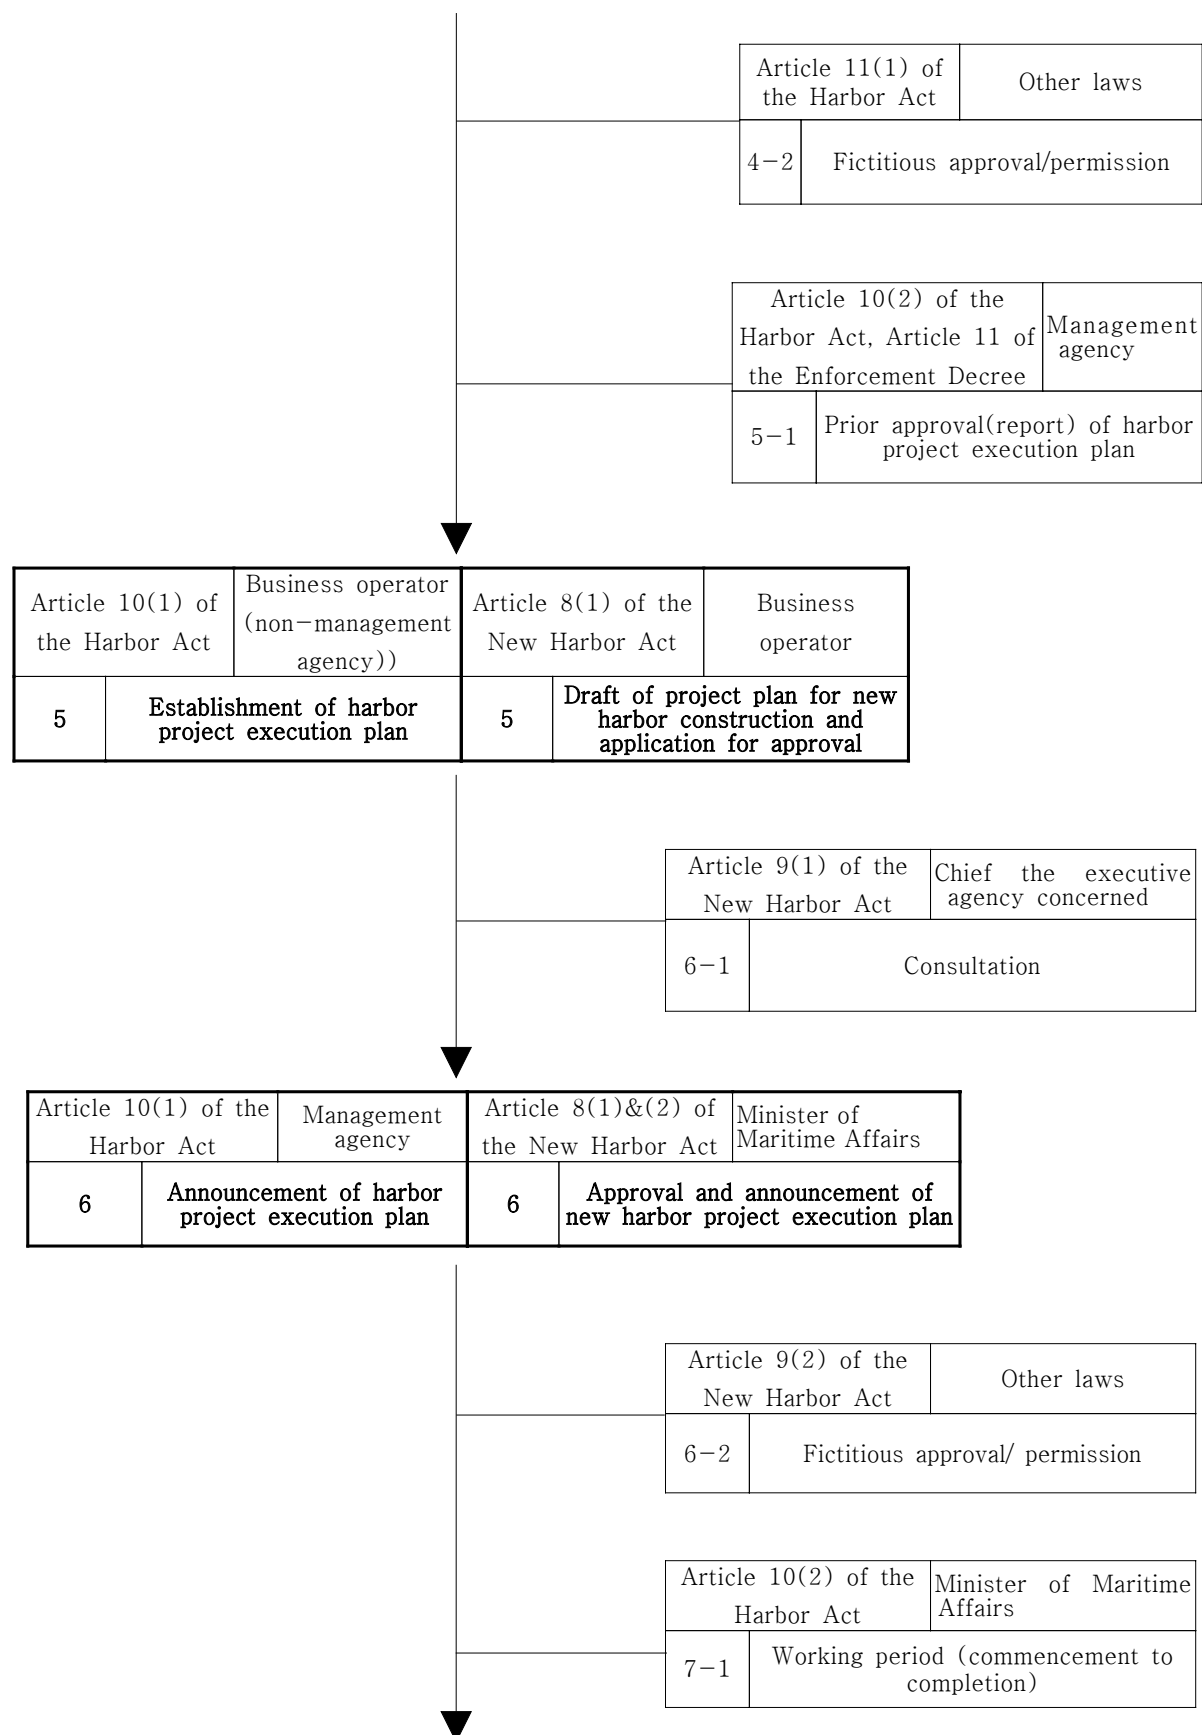 Article 11(1) of
the Harbor Act
Other laws
4-2
Fictitious approval/permission
Article 10(2) of the
Harbor Act, Article 11 of
the Enforcement Decree
Management
agency
5-1
Prior approval(report) of harbor
project execution plan
Article 10(1) of
the Harbor Act
Business operator
(non-management
agency))
Article 8(1) of the
New Harbor Act
Business
operator
5
Establishment of harbor
project execution plan
5
Draft of project plan for new
harbor construction and
application for approval
Article 9(1) of the
New Harbor Act
Chief the executive
agency concerned
6-1
Consultation
Article 10(1) of the
Harbor Act
Management
agency
Article 8(1)&(2) of
the New Harbor Act
Minister of
Maritime Affairs
6
Announcement of harbor
project execution plan
6
Approval and announcement of
new harbor project execution plan
Article 9(2) of the
New Harbor Act
Other laws
6-2
Fictitious approval/ permission
Article 10(2) of the
Harbor Act
Minister of Maritime
Affairs
7-1
Working period (commencement to
completion)